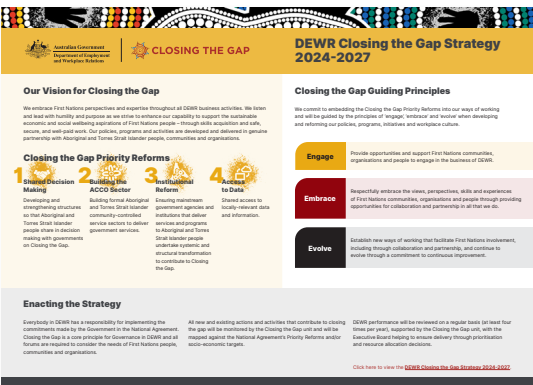 Australian Government
Department of Employment
and Workplace Relations
CLOSING THE GAP
DEWR Closing the Gap Strategy
2024-2027
Our Vision for Closing the Gap
We embrace First Nations perspectives and expertise throughout all DEWR business activities. We listen
and lead with humility and purpose as we strive to enhance our capability to support the sustainable
economic and social wellbeing aspirations of First Nations people – through skills acquisition and safe,
secure, and well-paid work. Our policies, programs and activities are developed and delivered in genuine
partnership with Aboriginal and Torres Strait Islander people, communities and organisations.
Closing the Gap Priority Reforms
1
Shared Decision
Making
Developing and
strengthening structures
so that Aboriginal and
Torres Strait Islander
people share in decision
making with governments
on Closing the Gap.
2
Building the
ACCO Sector
Building formal Aboriginal
and Torres Strait Islander
community-controlled
service sectors to deliver
government services.
3
Institutional
Reform
Ensuring mainstream
government agencies and
institutions that deliver
services and programs
to Aboriginal and Torres
Strait Islander people
undertake systemic and
structural transformation
to contribute to Closing
the Gap.
4
Access
to Data
Shared access to
locally-relevant data
and information.
Closing the Gap Guiding Principles
We commit to embedding the Closing the Gap Priority Reforms into our ways of working
and will be guided by the principles of 'engage', 'embrace' and 'evolve' when developing
and reforming our policies, programs, initiatives and workplace culture.
Engage
Provide opportunities and support First Nations communities,
organisations and people to engage in the business of DEWR.
Embrace
Respectfully embrace the views, perspectives, skills and experiences
of First Nations communities, organisations and people through providing
opportunities for collaboration and partnership in all that we do.
Evolve
Establish new ways of working that facilitate First Nations involvement,
including through collaboration and partnership, and continue to
evolve through a commitment to continuous improvement.
Enacting the Strategy
Everybody in DEWR has a responsibility for implementing the
commitments made by the Government in the National Agreement.
Closing the Gap is a core principle for Governance in DEWR and all
forums are required to consider the needs of First Nations people,
communities and organisations.
All new and existing actions and activities that contribute to closing
the gap will be monitored by the Closing the Gap unit and will be
mapped against the National Agreement's Priority Reforms and/or
socio-economic targets.
DEWR performance will be reviewed on a regular basis (at least four
times per year), supported by the Closing the Gap unit, with the
Executive Board helping to ensure delivery through prioritisation
and resource allocation decisions.
Click here to view the DEWR Closing the Gap Strategy 2024-2027.